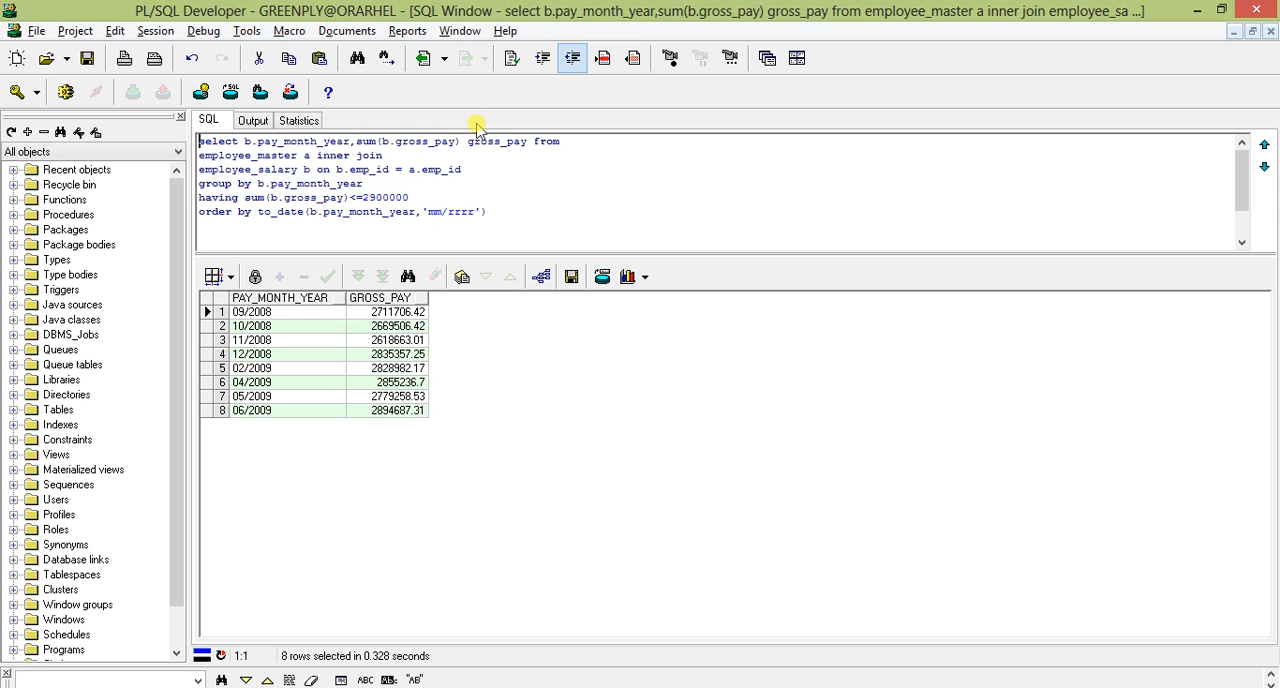 PL/SQL Developer - GREENPLY@ORARHEL - [SQL Window - select b.pay_month_year,sum(b.gross_pay) gross_pay from employee_master a inner join employee_sa ...]
File Project Edit Session Debug Tools Macro Documents Reports Window Help
SQL Output Statistics
select b.pay_month_year,sum(b.gross_pay) gross_pay from
employee_master a inner join
employee_salary b on b.emp_id = a.emp_id
group by b.pay_month_year
having sum(b.gross_pay)<=2900000
order by to_date(b.pay_month_year,'mm/rrrr')
All objects
Recent objects
Recycle bin
Functions
Procedures
Packages
Package bodies
Types
Type bodies
Triggers
Java sources
Java classes
DBMS_Jobs
Queues
Queue tables
Libraries
Directories
Tables
Indexes
Constraints
Views
Materialized views
Sequences
Users
Profiles
Roles
Synonyms
Database links
Tablespaces
Clusters
Window groups
Windows
Schedules
Programs
PAY_MONTH_YEAR GROSS_PAY
1 09/2008 2711706.42
2 10/2008 2669506.42
3 11/2008 2618663.01
4 12/2008 2835357.25
5 02/2009 2828982.17
6 04/2009 2855236.7
7 05/2009 2779258.53
8 06/2009 2894687.31
1:1 8 rows selected in 0.328 seconds
ABC "AB"